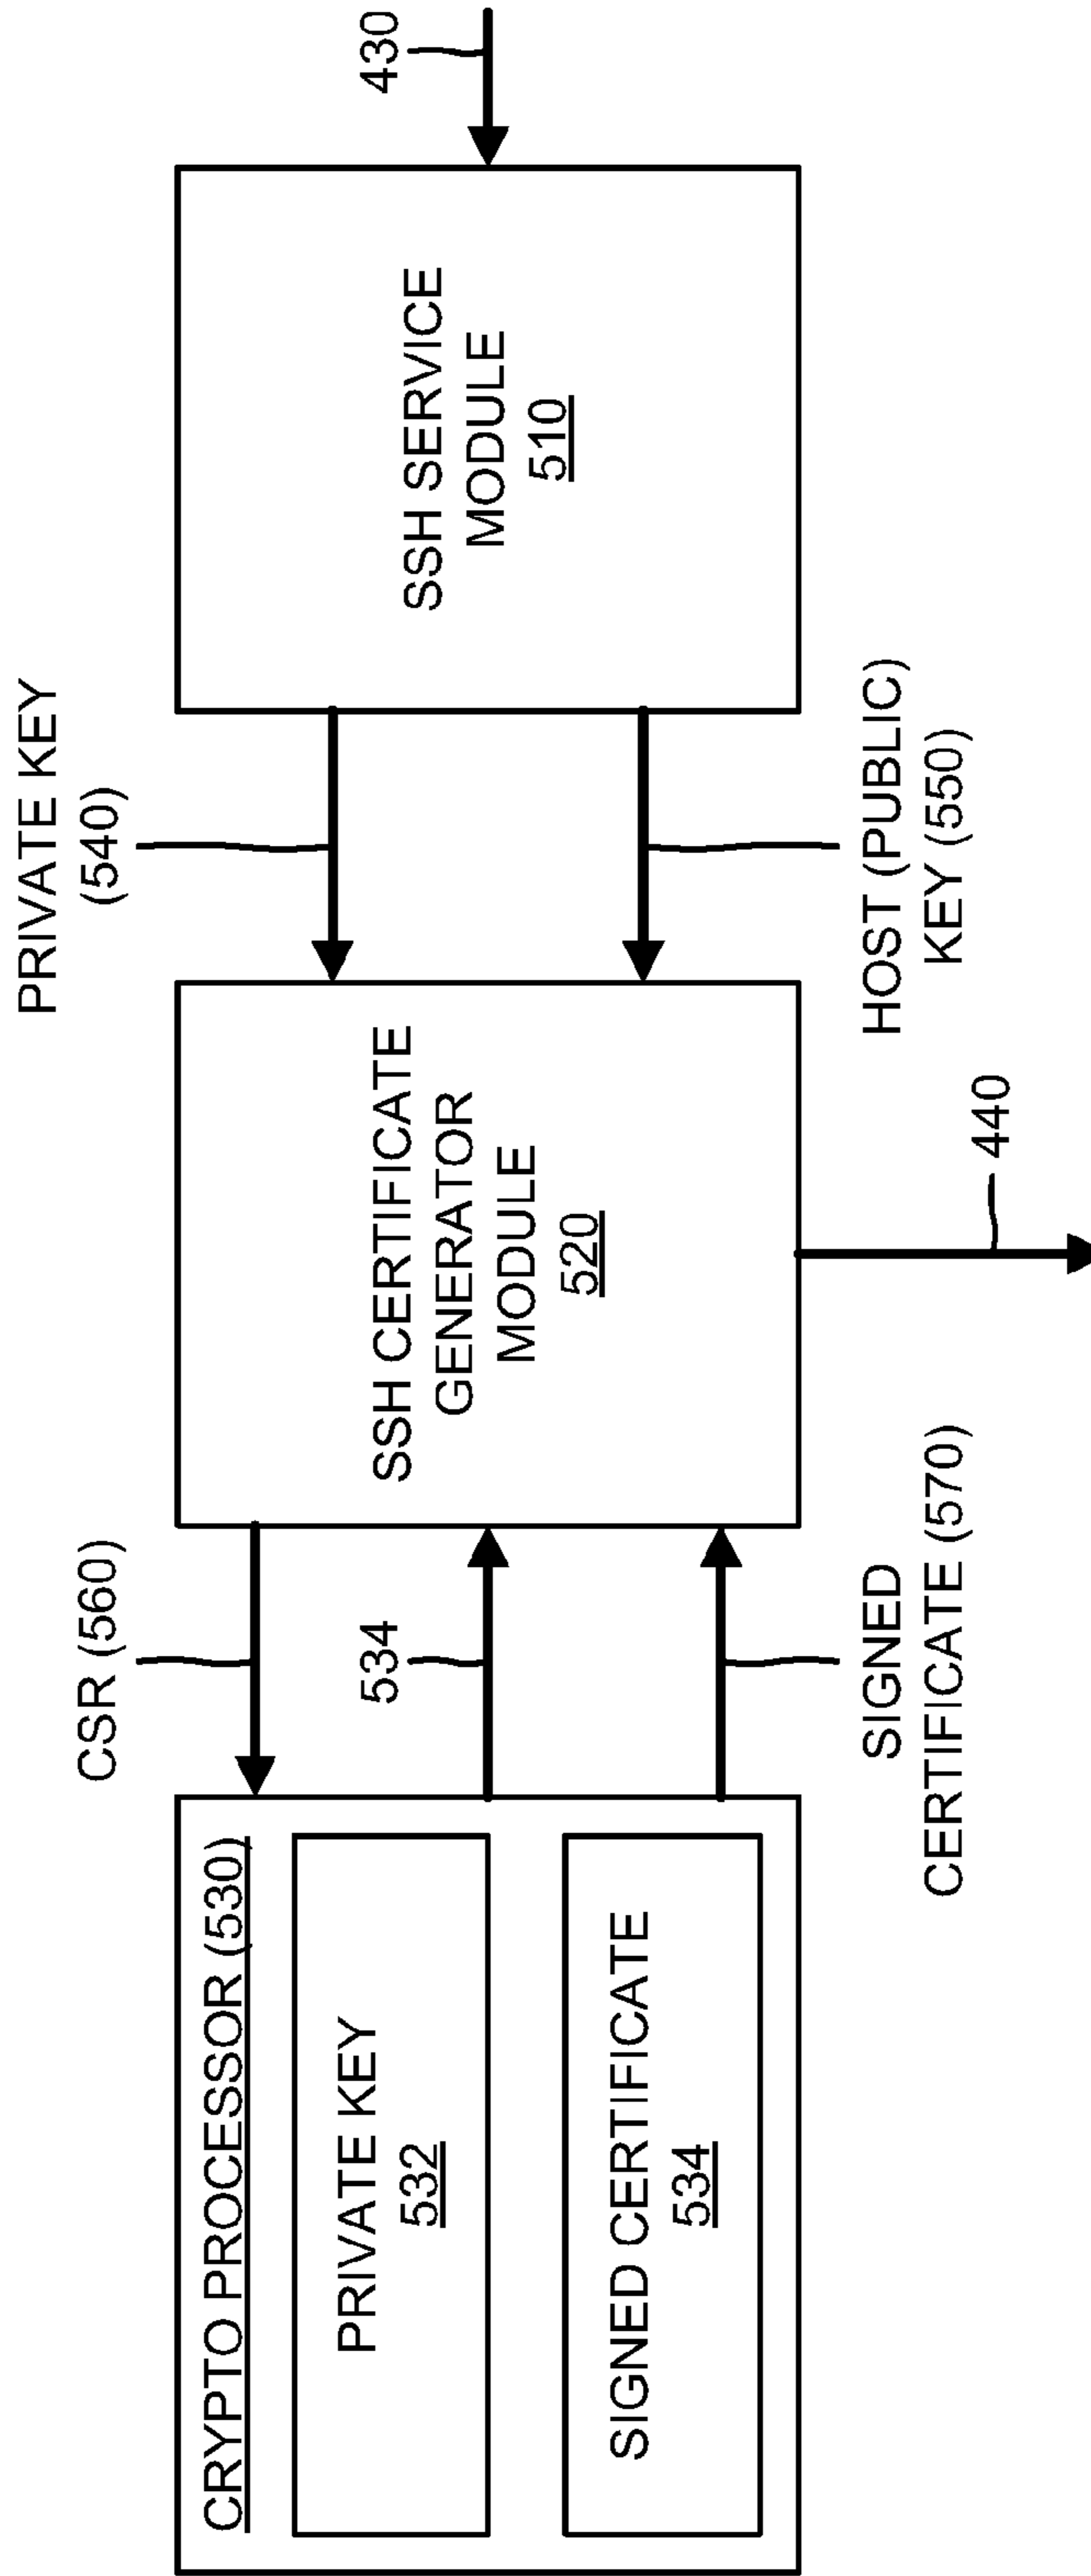 CRYPTO PROCESSOR (530)
PRIVATE KEY
532
SIGNED CERTIFICATE
534
CSR (560)
534
SIGNED
CERTIFICATE (570)
SSH CERTIFICATE
GENERATOR
MODULE
520
440
PRIVATE KEY
(540)
HOST (PUBLIC)
KEY (550)
SSH SERVICE
MODULE
510
430